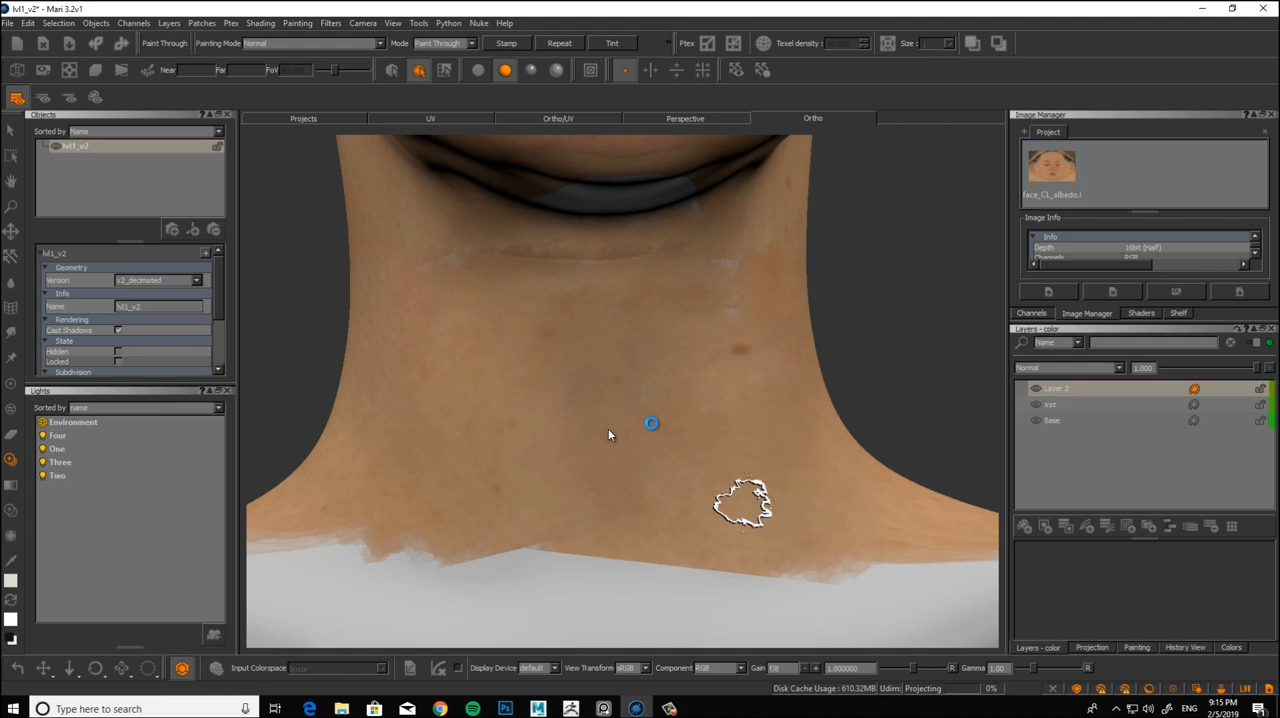 lvl1_v2* - Mari 3.2v1
File Edit Selection Objects Channels Layers Patches Ptex Shading Painting Filters Camera View Tools Python Nuke Help
Paint Through Painting Mode Normal Mode Paint Through Stamp Repeat Tint Ptex Texel density: Size: 1
Near Far FoV
Objects
Sorted by Name
lvl1_v2
lvl1_v2
Geometry
Version v2_decimated
Info
Name lvl1_v2
Rendering
Cast Shadows
State
Hidden
Locked
Subdivision
Lights
Sorted by name
Environment
Four
One
Three
Two
Projects UV Ortho/UV Perspective Ortho
Image Manager
Project
face_CL_albedo.
Image Info
Info
Depth 16bit (Half)
Channels RGB
Channels Image Manager Shaders Shelf
Layers - color
Name
Normal 1.000
Layer 2
xyz
Base
Layers - color Projection Painting History View Colors
Input Colorspace Display Device default View Transform sRGB Component RGB Gain f/8 1.000000 R Gamma 1.00 R
Disk Cache Usage : 610.32MB Udim: Projecting 0%
Type here to search
9:15 PM
2/5/2019